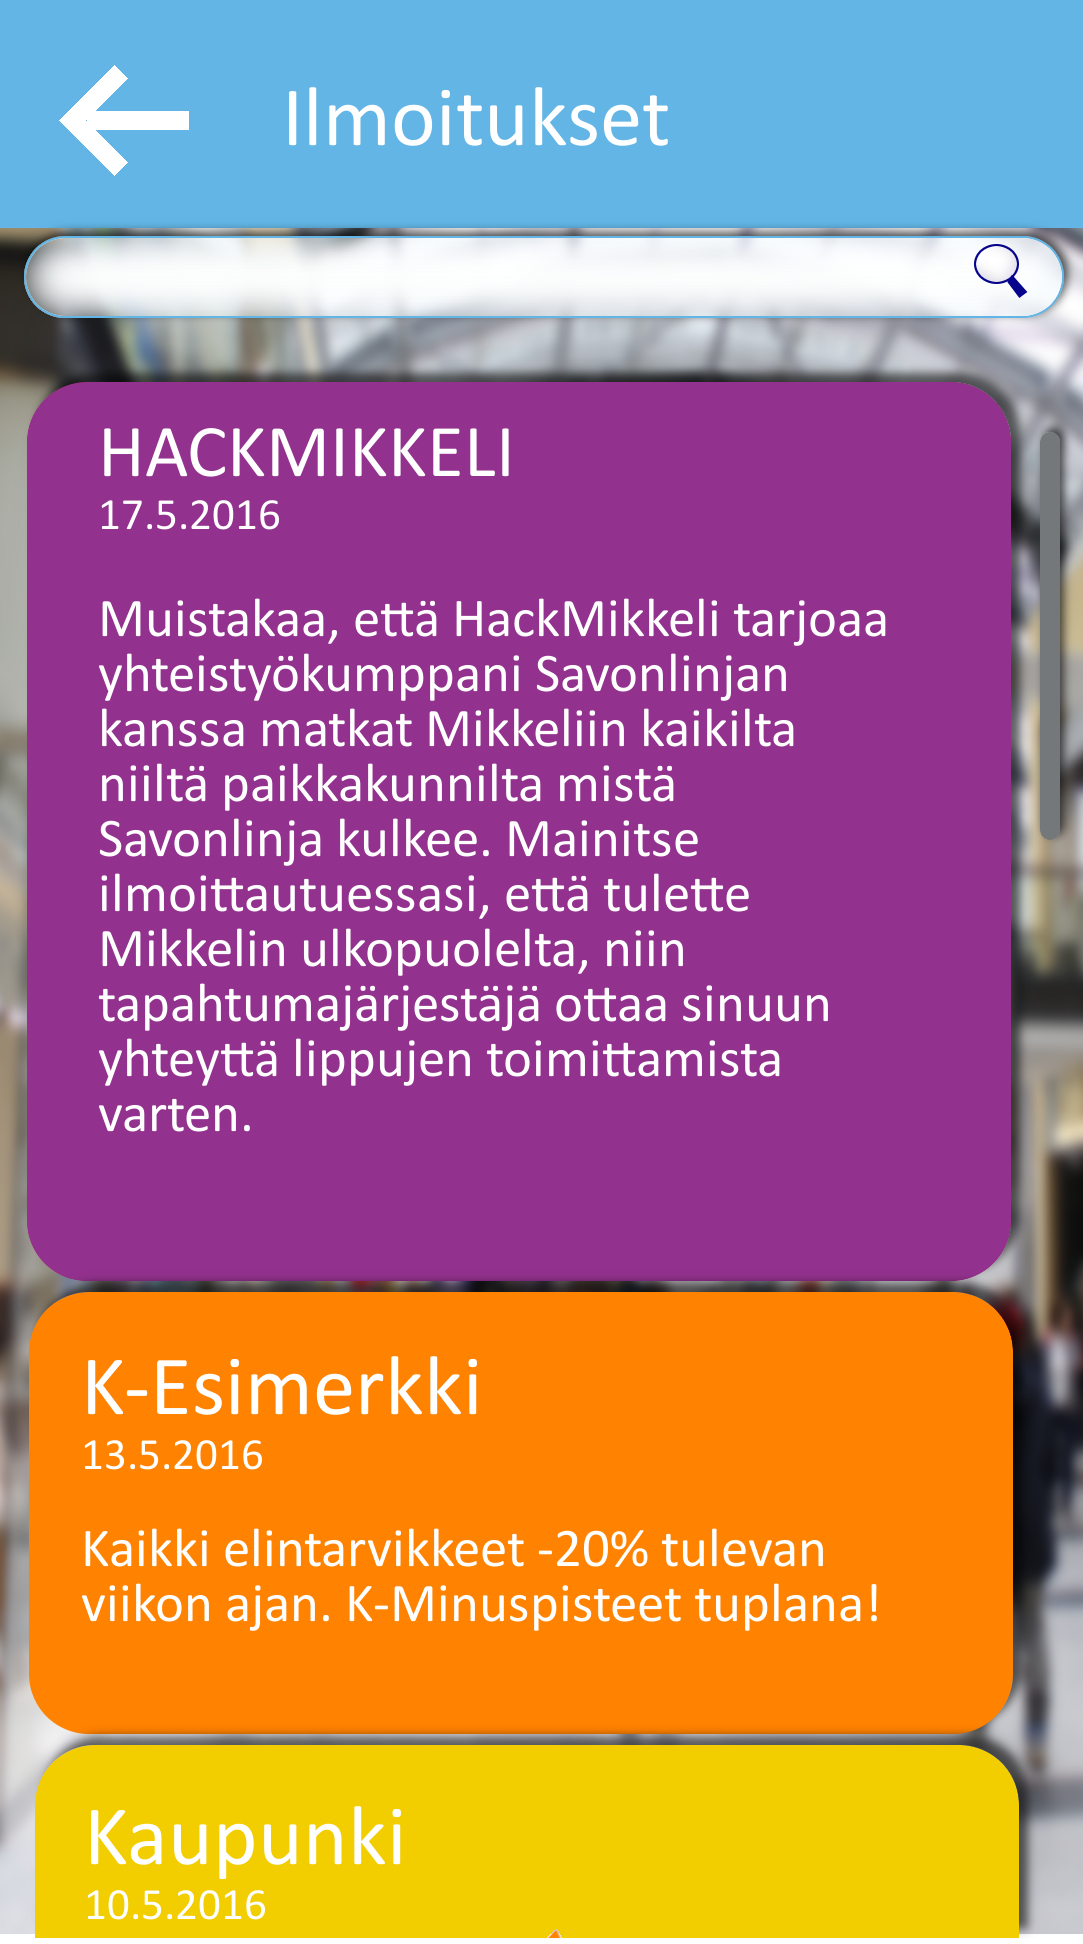 Ilmoitukset
HACKMIKKELI
17.5.2016
Muistakaa, että HackMikkeli tarjoaa
yhteistyökumppani Savonlinjan
kanssa matkat Mikkeliin kaikilta
niiltä paikkakunnilta mistä
Savonlinja kulkee. Mainitse
ilmoittautuessasi, että tulette
Mikkelin ulkopuolelta, niin
tapahtumajärjestäjä ottaa sinuun
yhteyttä lippujen toimittamista
varten.
K-Esimerkki
13.5.2016
Kaikki elintarvikkeet -20% tulevan
viikon ajan. K-Minuspisteet tuplana!
Kaupunki
10.5.2016